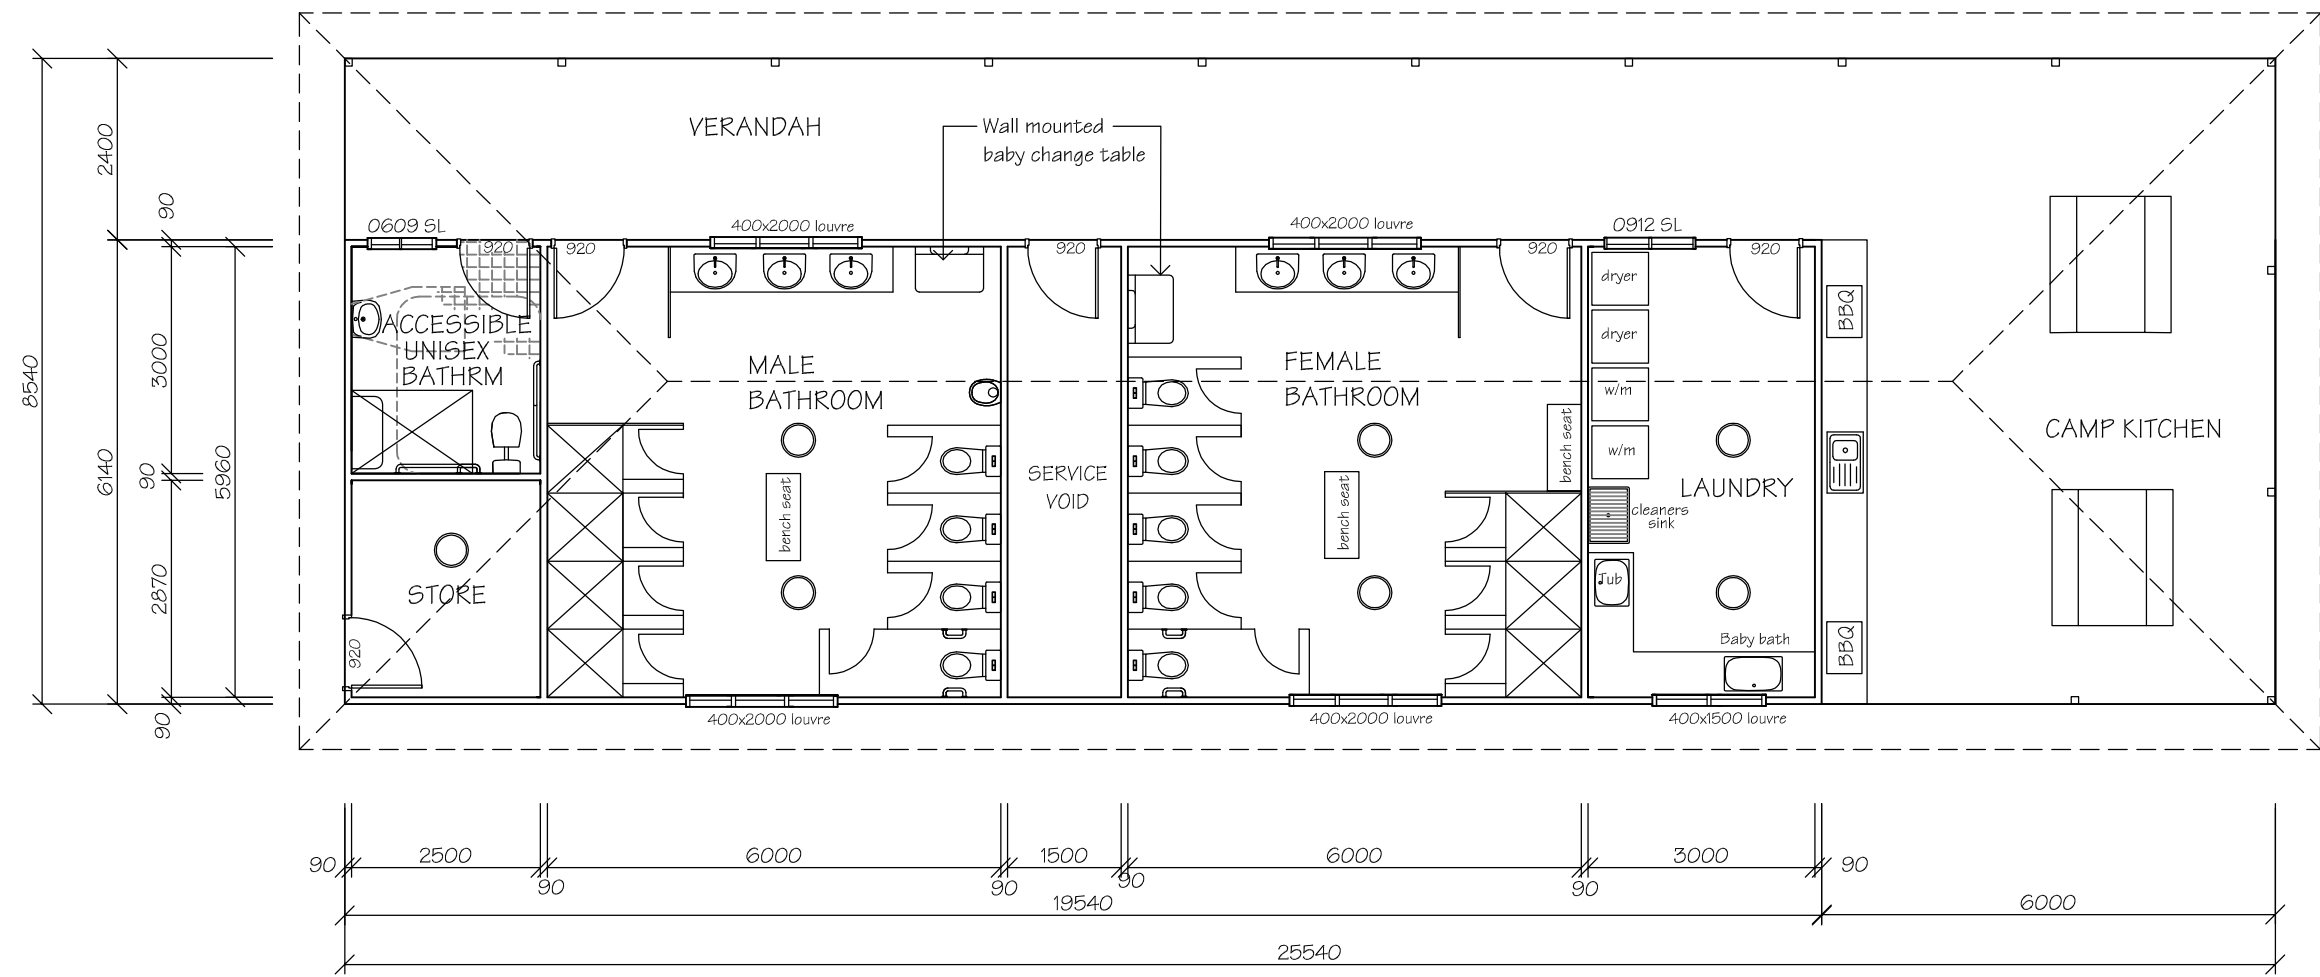 VERANDAH
Wall mounted
baby change table
0609 SL
400x2000 louvre
400x2000 louvre
0912 SL
920
920
920
920
920
dryer
dryer
w/m
w/m
BBQ
ACCESSIBLE
UNISEX
BATHRM
MALE
BATHROOM
FEMALE
BATHROOM
CAMP KITCHEN
bench seat
bench seat
bench seat
SERVICE
VOID
LAUNDRY
cleaners
sink
Tub
STORE
920
Baby bath
BBQ
400x2000 louvre
400x2000 louvre
400x1500 louvre
8540
2400
6140
90
3000
90
2870
90
5960
90
2500
90
6000
90
1500
90
6000
90
3000
90
19540
6000
25540